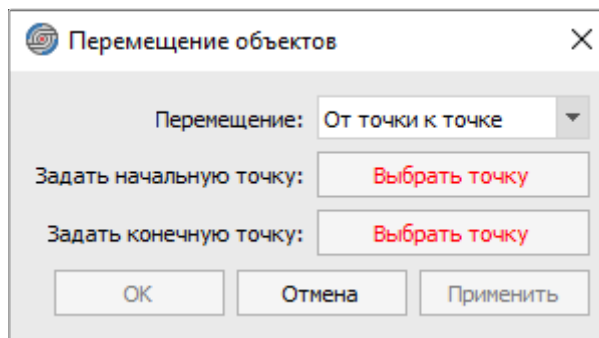 Перемещение объектов
Перемещение: От точки к точке
Задать начальную точку: Выбрать точку
Задать конечную точку: Выбрать точку
OK Отмена Применить